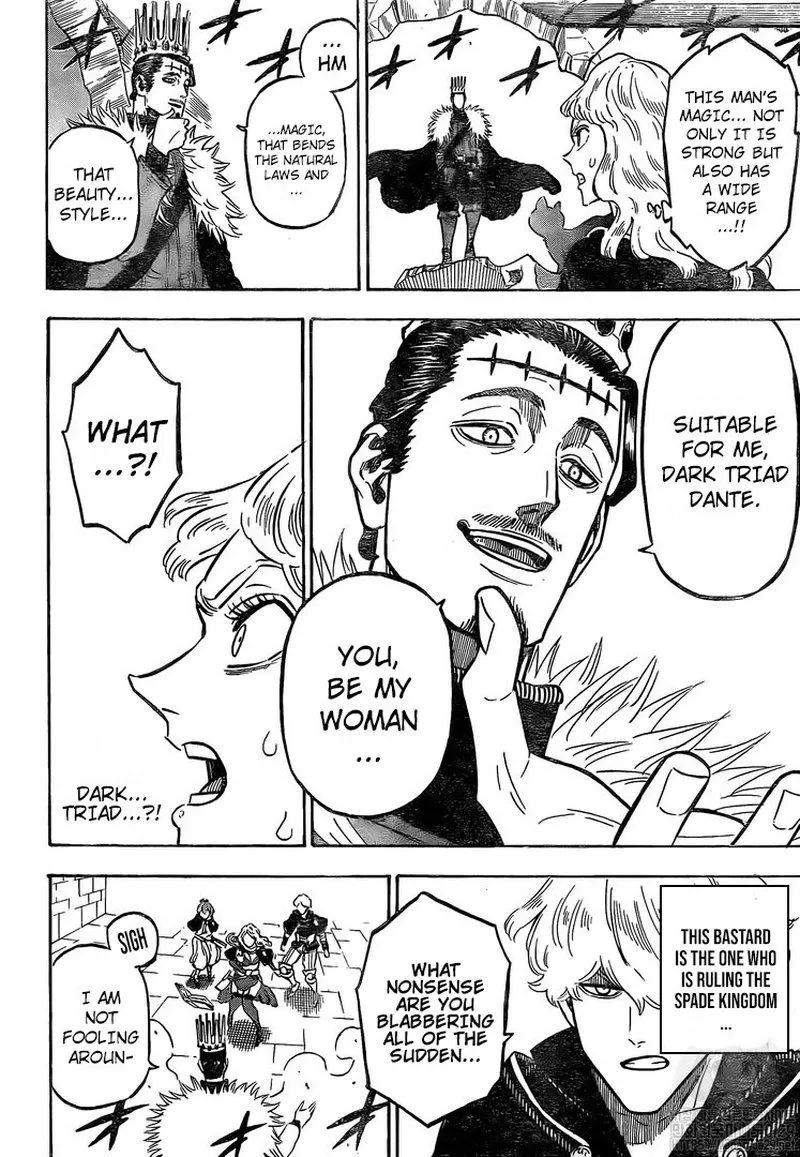 THIS MAN'S
MAGIC... NOT
ONLY IT IS
STRONG BUT
ALSO HAS
A WIDE
RANGE
...!!
...
HM
...MAGIC,
THAT BENDS
THE NATURAL
LAWS AND
...
THAT
BEAUTY...
STYLE...
SUITABLE
FOR ME,
DARK TRIAD
DANTE.
YOU,
BE MY
WOMAN
...
WHAT
...?!
DARK...
TRIAD...?!
THIS BASTARD
IS THE ONE WHO
IS RULING THE
SPADE KINGDOM
...
WHAT
NONSENSE
ARE YOU
BLABBERING
ALL OF THE
SUDDEN...
SIGH
I AM
NOT
FOOLING
AROUN-